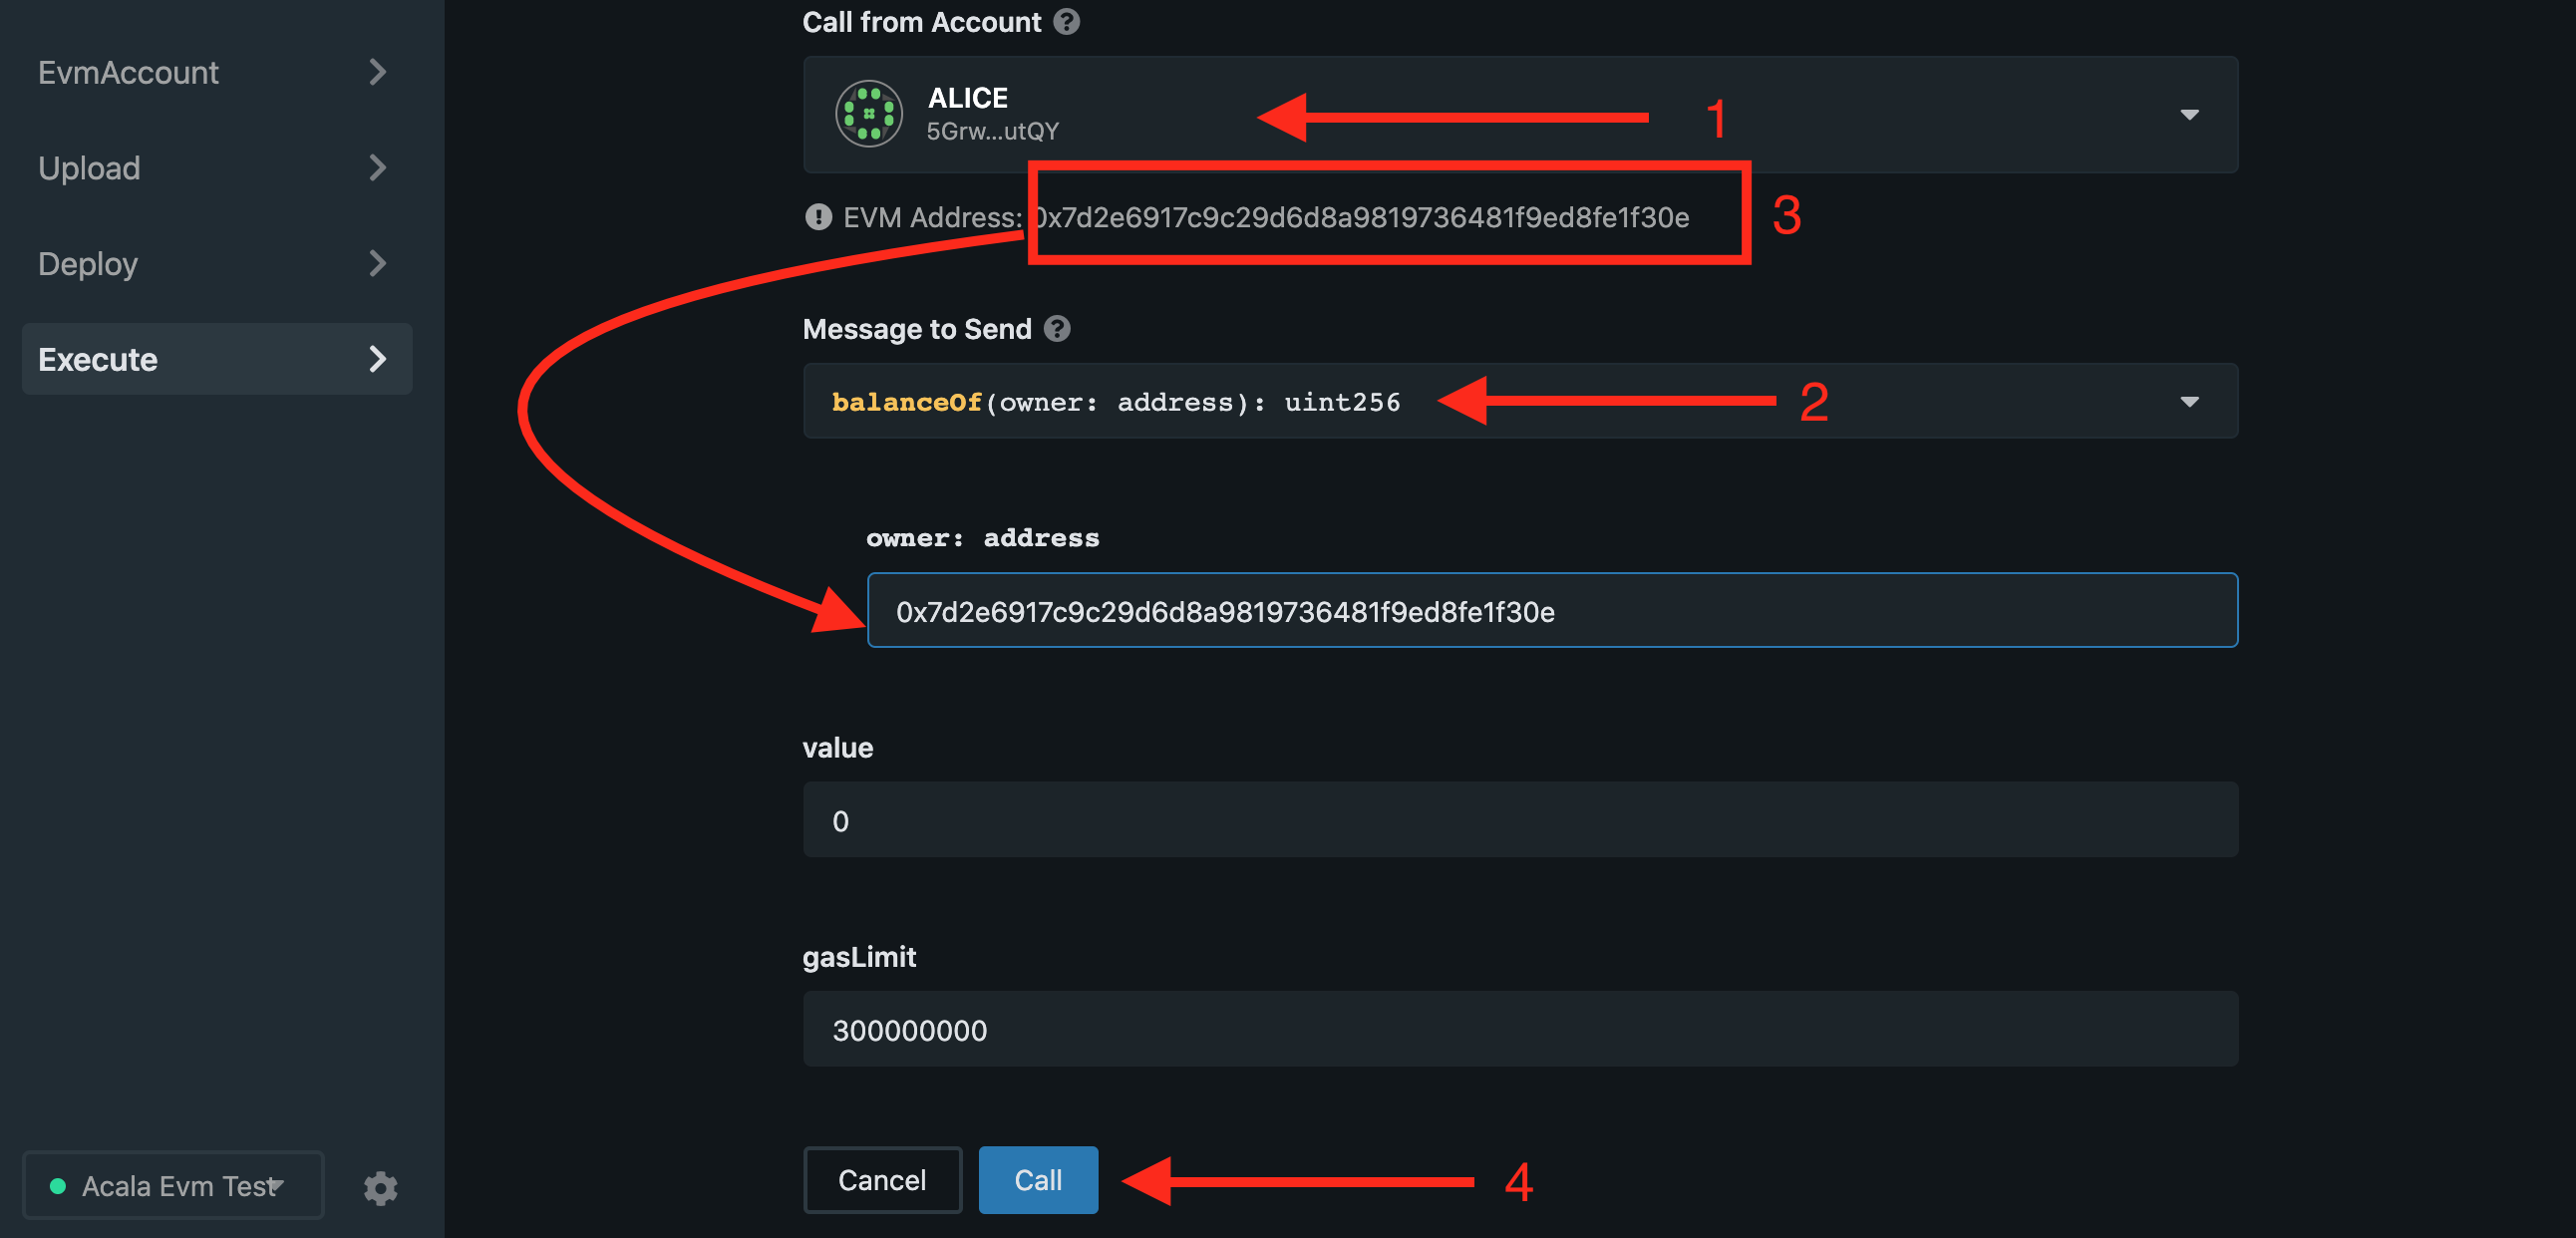 EvmAccount
Upload
Deploy
Execute
Acala Evm Test
Call from Account
ALICE
5Grw...utQY
1
EVM Address: 0x7d2e6917c9c29d6d8a9819736481f9ed8fe1f30e
3
Message to Send
balanceOf(owner: address): uint256
2
owner: address
0x7d2e6917c9c29d6d8a9819736481f9ed8fe1f30e
value
0
gasLimit
300000000
Cancel
Call
4